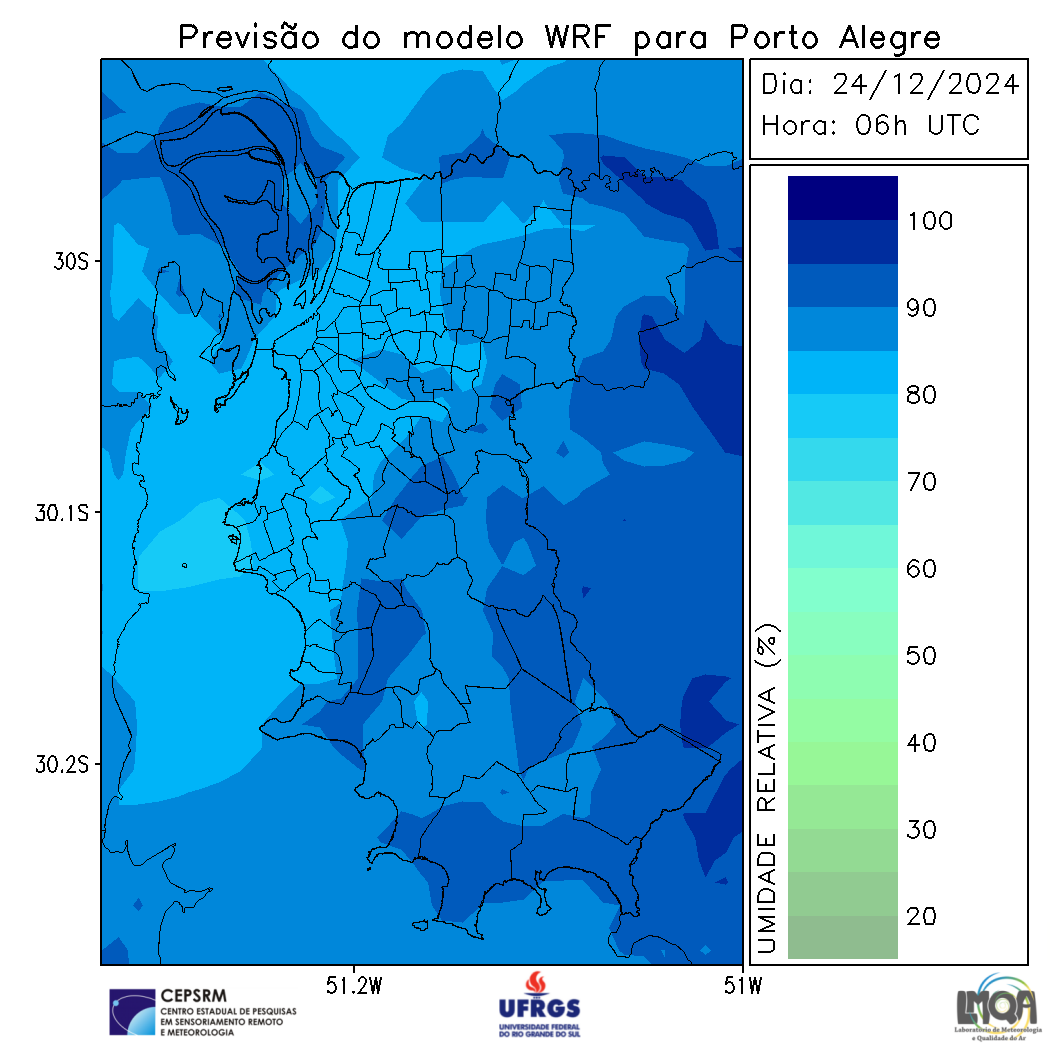 Previsão do modelo WRF para Porto Alegre
Dia: 24/12/2024
Hora: 06h UTC
30S
30.1S
30.2S
51.2W
51W
100
90
80
70
60
50
40
30
20
UMIDADE RELATIVA (%)
CEPSRM
CENTRO ESTADUAL DE PESQUISAS
EM SENSORIAMENTO REMOTO
E METEOROLOGIA
UFRGS
UNIVERSIDADE FEDERAL
DO RIO GRANDE DO SUL
LMQA
Laboratório de Meteorologia
e Qualidade do Ar